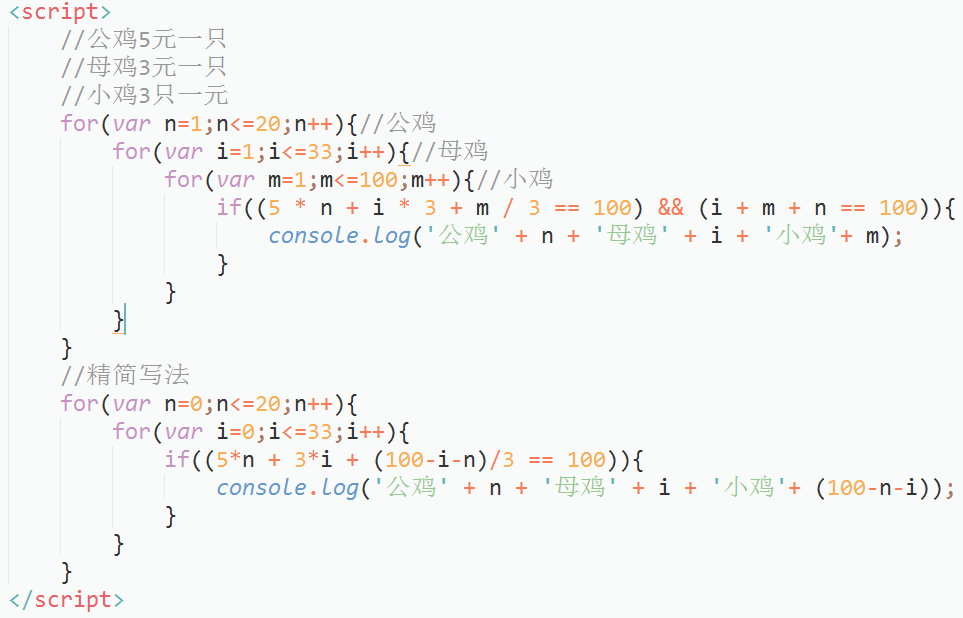 <script>
//公鸡5元一只
//母鸡3元一只
//小鸡3只一元
for(var n=1;n<=20;n++){//公鸡
for(var i=1;i<=33;i++){//母鸡
for(var m=1;m<=100;m++){//小鸡
if((5 * n + i * 3 + m / 3 == 100) && (i + m + n == 100)){
console.log('公鸡' + n + '母鸡' + i + '小鸡'+ m);
}
}
}
}
//精简写法
for(var n=0;n<=20;n++){
for(var i=0;i<=33;i++){
if((5*n + 3*i + (100-i-n)/3 == 100)){
console.log('公鸡' + n + '母鸡' + i + '小鸡'+ (100-n-i));
}
}
}
</script>